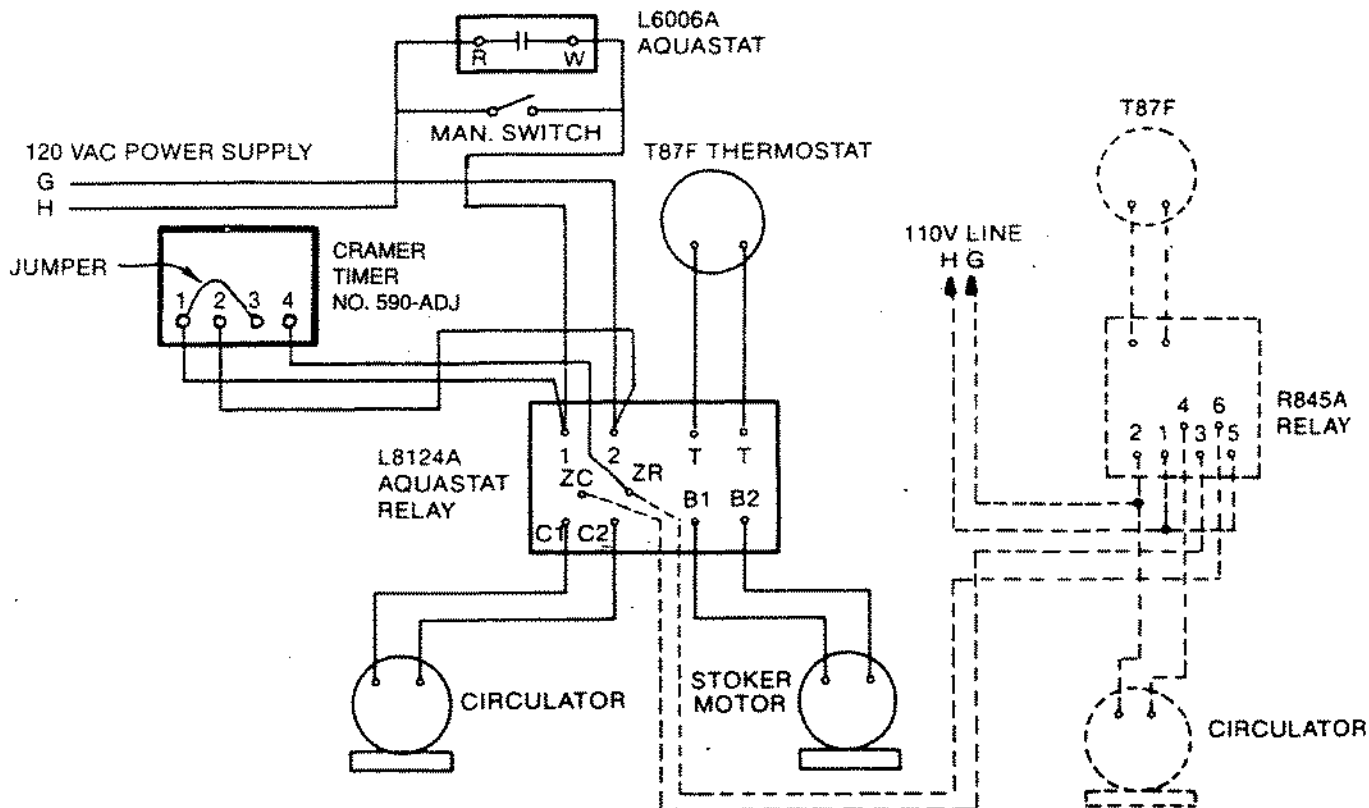 L6006A
AQUASTAT
R W
MAN. SWITCH
120 VAC POWER SUPPLY
G
H
T87F THERMOSTAT
T87F
110V LINE
H G
JUMPER
1 2 3 4
CRAMER
TIMER
NO. 590-ADJ
R845A
RELAY
4 6
2 1 3 5
L8124A
AQUASTAT
RELAY
1 2 T T
ZC ZR
B1 B2
C1 C2
CIRCULATOR
STOKER
MOTOR
CIRCULATOR